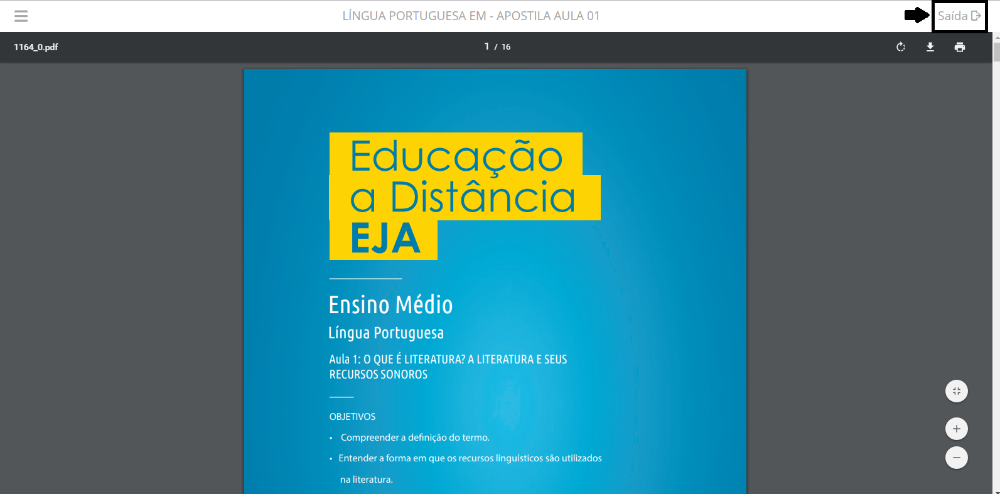 LÍNGUA PORTUGUESA EM - APOSTILA AULA 01
Saída
1164_0.pdf
1 / 16
Educação
a Distância
EJA
Ensino Médio
Língua Portuguesa
Aula 1: O QUE É LITERATURA? A LITERATURA E SEUS
RECURSOS SONOROS
OBJETIVOS
• Compreender a definição do termo.
• Entender a forma em que os recursos linguísticos são utilizados
na literatura.